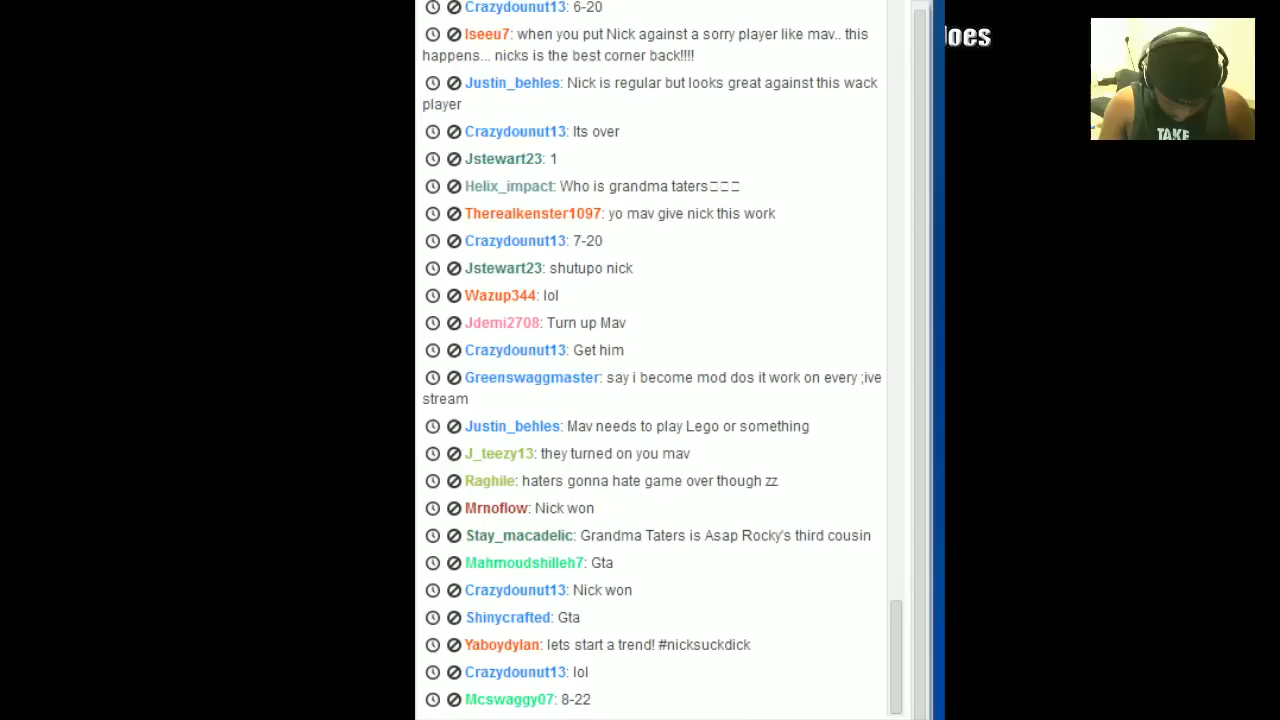 Crazydounut13: 6-20
Iseeu7: when you put Nick against a sorry player like mav.. this
happens... nicks is the best corner back!!!!
Justin_behles: Nick is regular but looks great against this wack
player
Crazydounut13: Its over
Jstewart23: 1
Helix_impact: Who is grandma taters□□□
Therealkenster1097: yo mav give nick this work
Crazydounut13: 7-20
Jstewart23: shutupo nick
Wazup344: lol
Jdemi2708: Turn up Mav
Crazydounut13: Get him
Greenswaggmaster: say i become mod dos it work on every ;ive
stream
Justin_behles: Mav needs to play Lego or something
J_teezy13: they turned on you mav
Raghile: haters gonna hate game over though zz
Mrnoflow: Nick won
Stay_macadelic: Grandma Taters is Asap Rocky's third cousin
Mahmoudshilleh7: Gta
Crazydounut13: Nick won
Shinycrafted: Gta
Yaboydylan: lets start a trend! #nicksuckdick
Crazydounut13: lol
Mcswaggy07: 8-22
TAKE